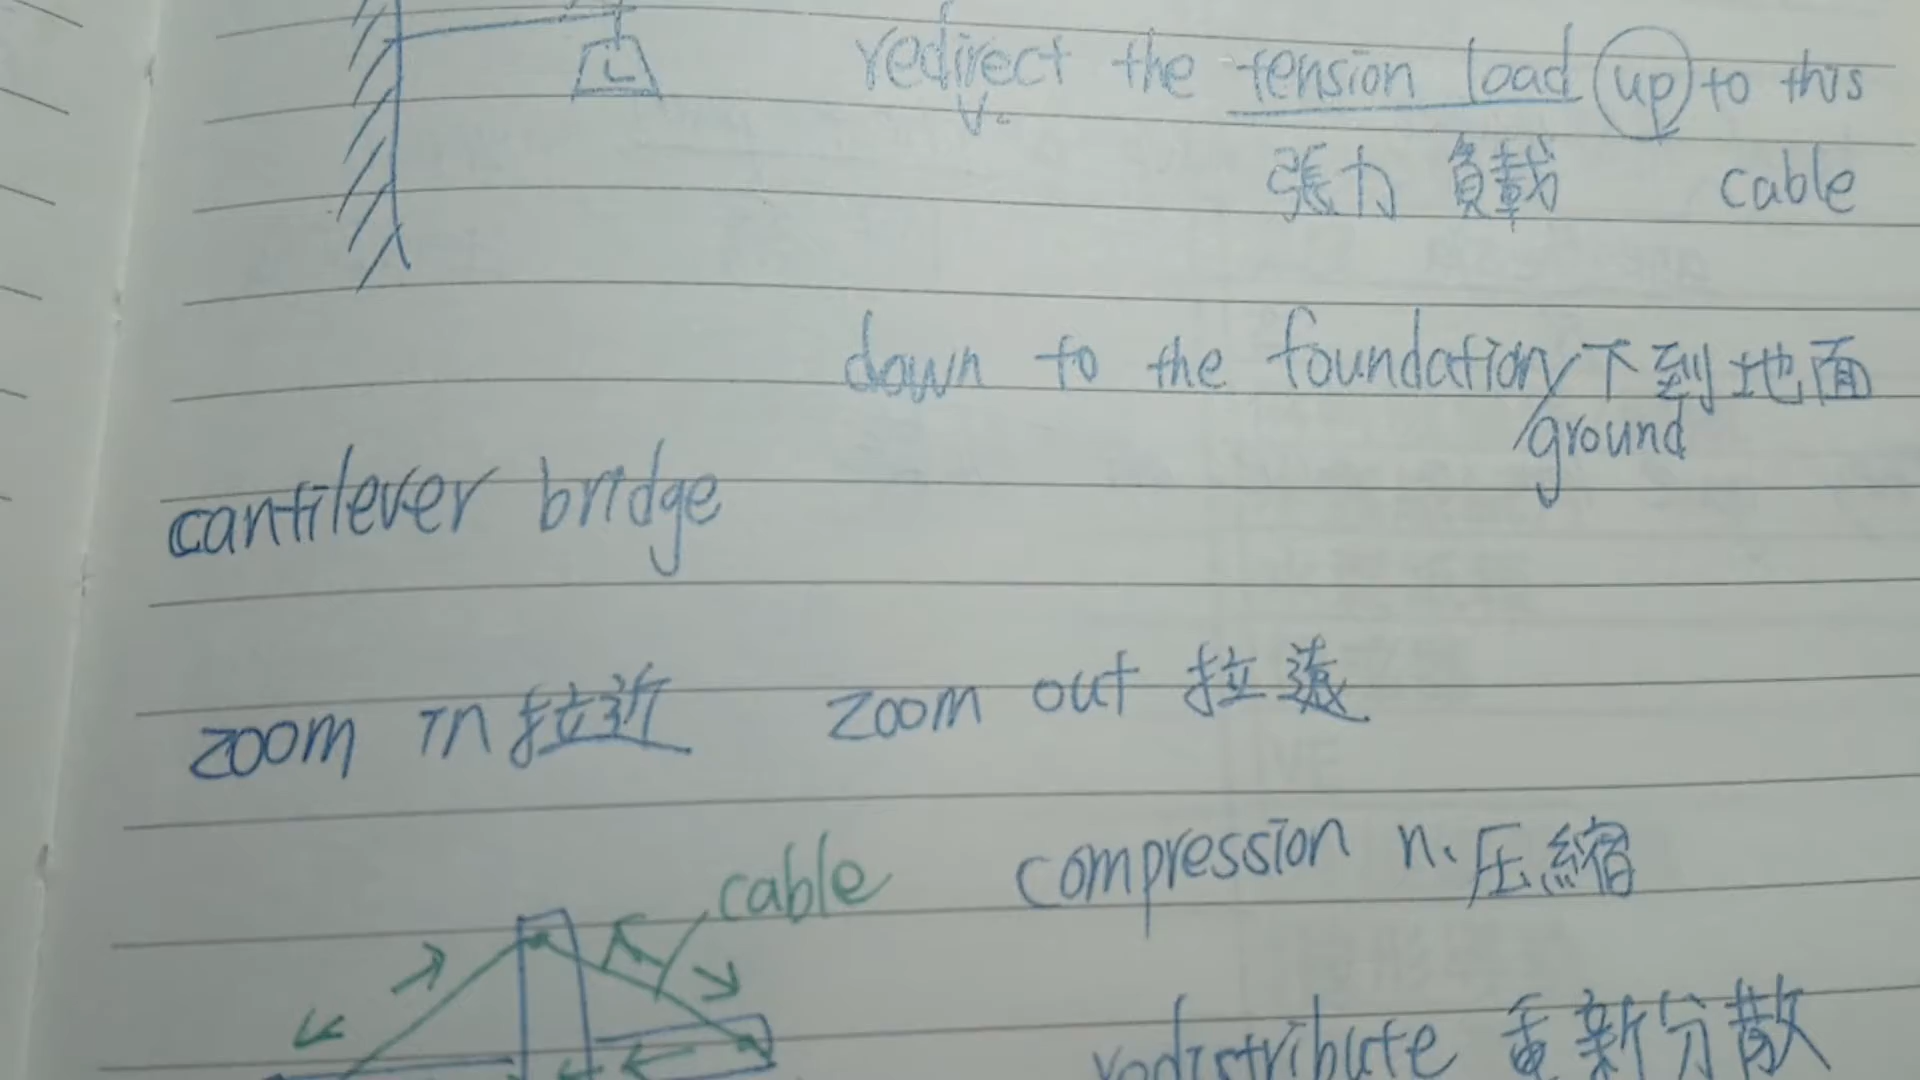 L
redirect the tension load up to this
v.
張力 負載 cable
down to the foundation/下到地面
ground
cantilever bridge
zoom in 拉近 zoom out 拉遠
cable
compression n. 压縮
redistribute 重新分散